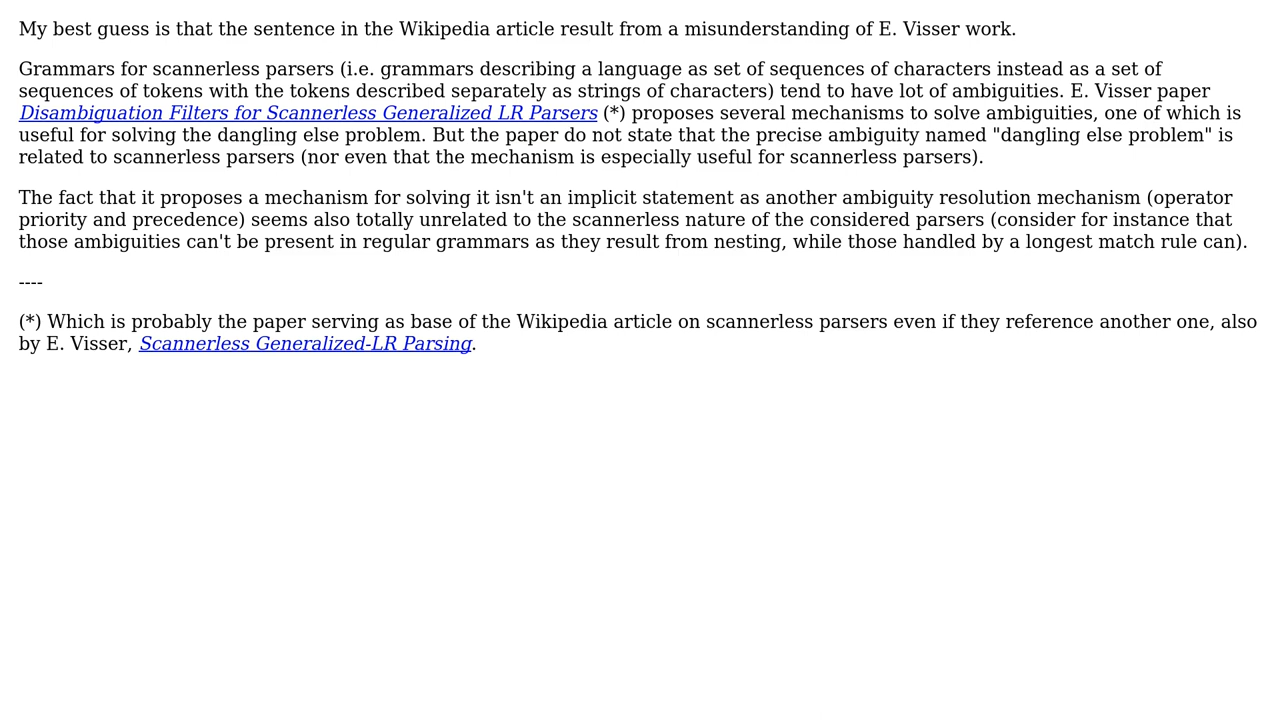 My best guess is that the sentence in the Wikipedia article result from a misunderstanding of E. Visser work.
Grammars for scannerless parsers (i.e. grammars describing a language as set of sequences of characters instead as a set of
sequences of tokens with the tokens described separately as strings of characters) tend to have lot of ambiguities. E. Visser paper
Disambiguation Filters for Scannerless Generalized LR Parsers (*) proposes several mechanisms to solve ambiguities, one of which is
useful for solving the dangling else problem. But the paper do not state that the precise ambiguity named "dangling else problem" is
related to scannerless parsers (nor even that the mechanism is especially useful for scannerless parsers).
The fact that it proposes a mechanism for solving it isn't an implicit statement as another ambiguity resolution mechanism (operator
priority and precedence) seems also totally unrelated to the scannerless nature of the considered parsers (consider for instance that
those ambiguities can't be present in regular grammars as they result from nesting, while those handled by a longest match rule can).
----
(*) Which is probably the paper serving as base of the Wikipedia article on scannerless parsers even if they reference another one, also
by E. Visser, Scannerless Generalized-LR Parsing.